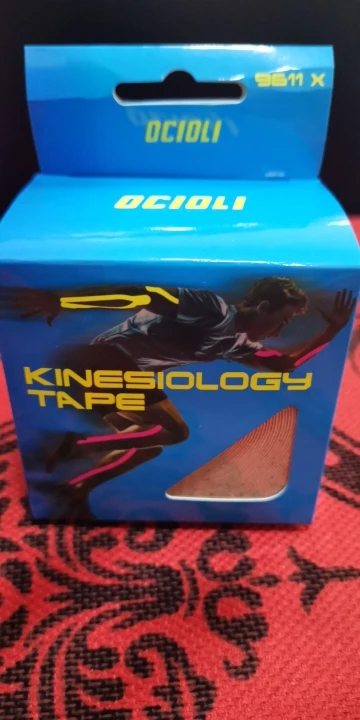 9611 X
OCIOLI
OCIOLI
KINESIOLOGY
TAPE